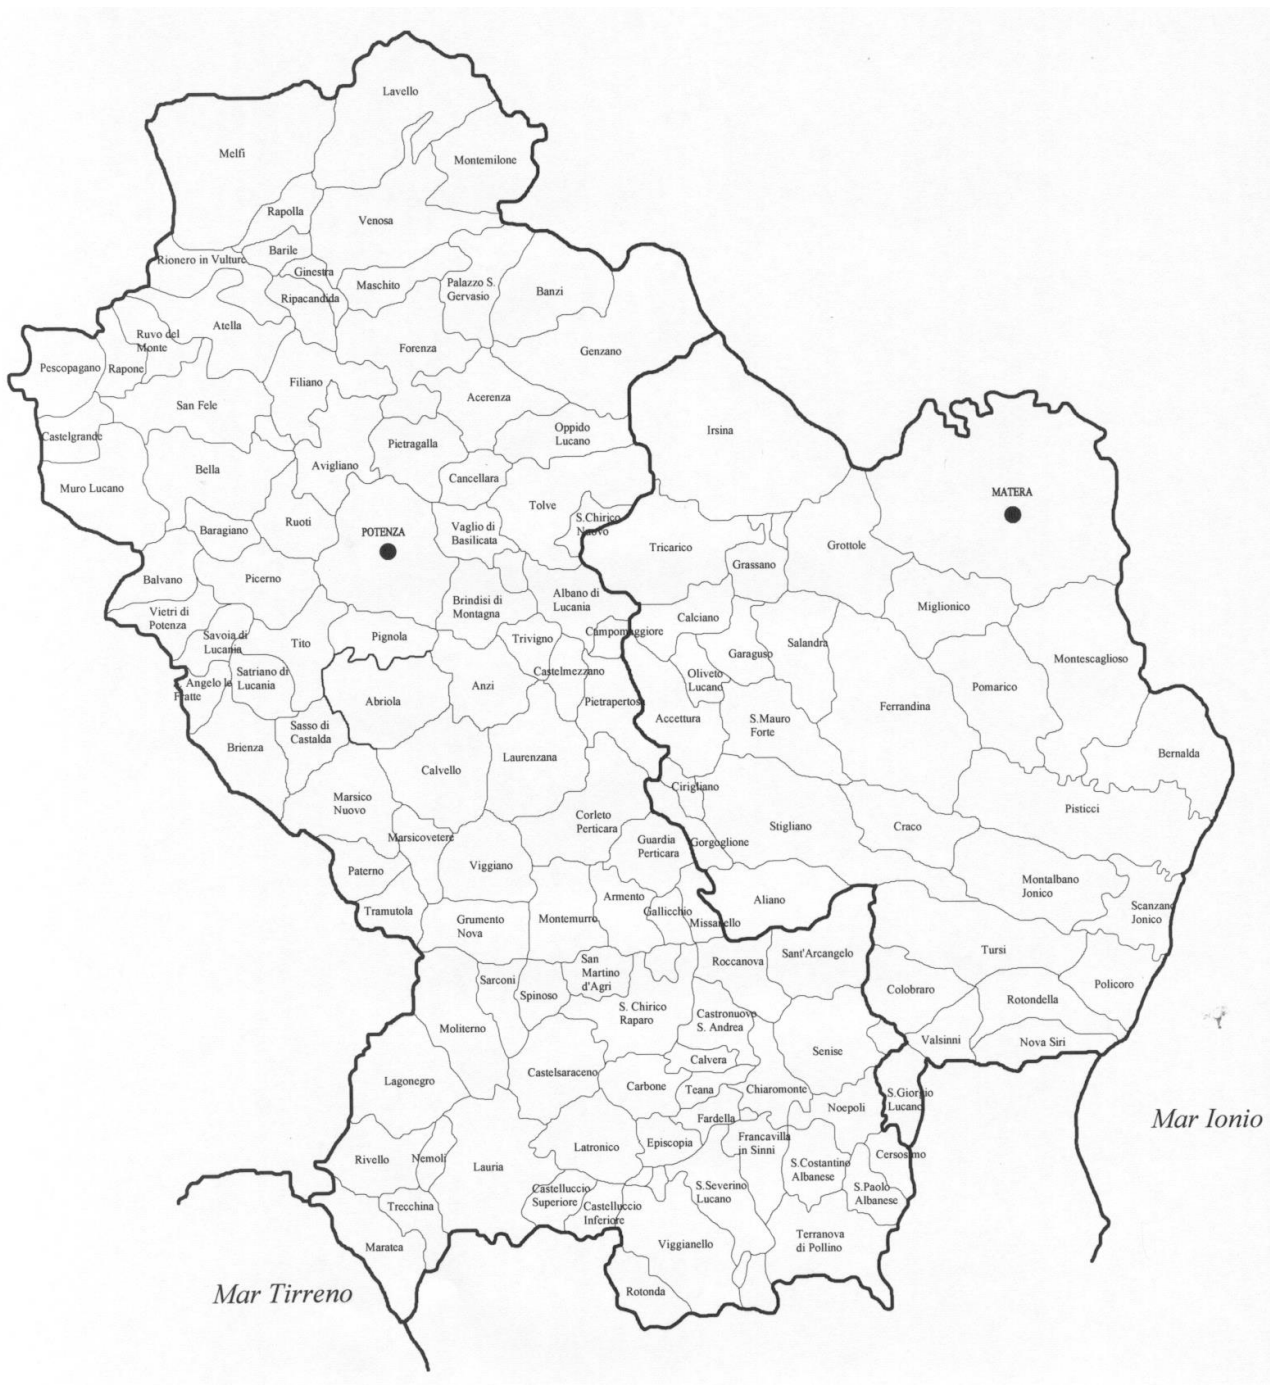 Lavello
Melfi
Montemilone
Rapolla
Venosa
Barile
Rionero in Vulture
Ginestra
Maschito
Palazzo S.
Gervasio
Banzi
Ripacandida
Atella
Ruvo del
Monte
Forenza
Genzano
Pescopagano
Rapone
Filiano
San Fele
Acerenza
Irsina
Castelgrande
Pietragalla
Oppido
Lucano
Bella
Avigliano
Cancellara
Muro Lucano
MATERA
Tolve
Ruoti
Baragiano
POTENZA
Vaglio di
Basilicata
S.Chirico
Nuovo
Tricarico
Grottole
Grassano
Balvano
Picerno
Brindisi di
Montagna
Albano di
Lucania
Miglionico
Vietri di
Potenza
Calciano
Savoia di
Lucania
Tito
Pignola
Trivigno
Campomaggiore
Garaguso
Salandra
Montescaglioso
Satriano di
Lucania
Castelmezzano
Oliveto
Lucano
Angelo le
Fratte
Abriola
Anzi
Pietrapertosa
Pomarico
Ferrandina
Accettura
S.Mauro
Forte
Sasso di
Castalda
Brienza
Calvello
Laurenzana
Bernalda
Cirigliano
Marsico
Nuovo
Corleto
Perticara
Pisticci
Stigliano
Craco
Marsicovetere
Guardia
Perticara
Gorgoglione
Paterno
Viggiano
Montalbano
Jonico
Armento
Aliano
Tramutola
Grumento
Nova
Montemurro
Gallicchio
Missanello
Scanzano
Jonico
San
Martino
d'Agri
Roccanova
Sant'Arcangelo
Tursi
Sarconi
Spinoso
Colobraro
Rotondella
Policoro
S. Chirico
Raparo
Castronuovo
S. Andrea
Moliterno
Senise
Valsinni
Nova Siri
Calvera
Lagonegro
Castelsaraceno
Carbone
Teana
Chiaromonte
S.Giorgio
Lucano
Noepoli
Mar Ionio
Fardella
Latronico
Episcopia
Francavilla
in Sinni
Rivello
Nemoli
Lauria
Cersosimo
S.Costantino
Albanese
Castelluccio
Superiore
S.Severino
Lucano
S.Paolo
Albanese
Trecchina
Castelluccio
Inferiore
Maratea
Viggianello
Terranova
di Pollino
Mar Tirreno
Rotonda